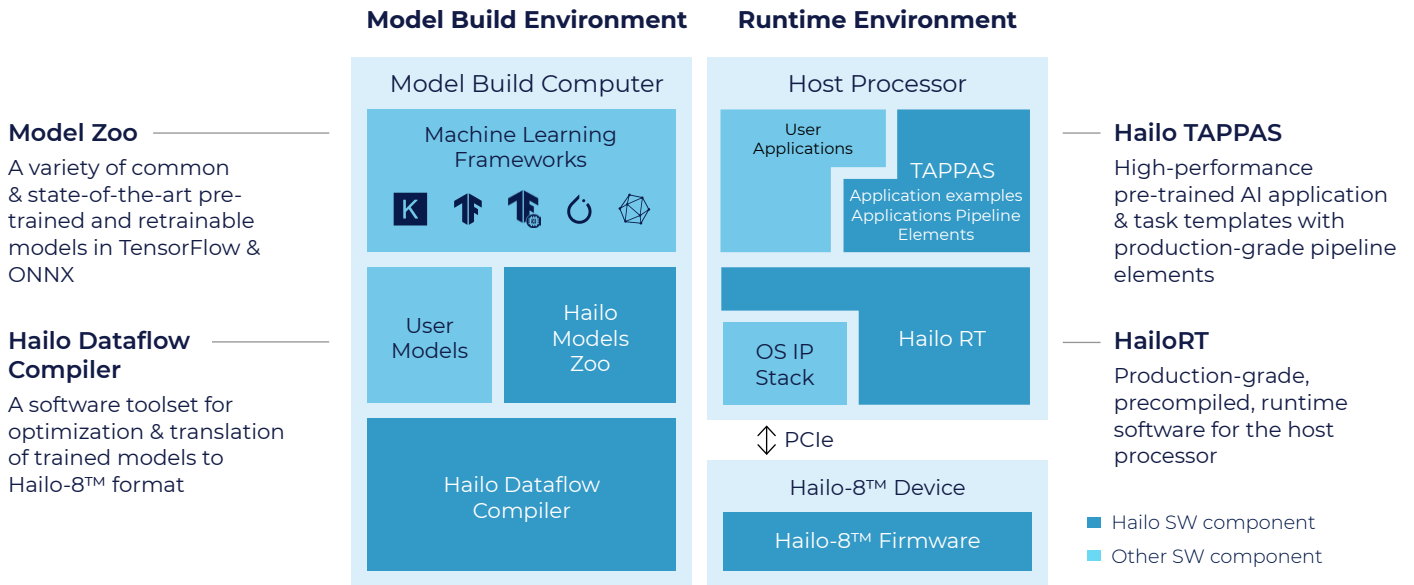 Model Build Environment
Runtime Environment
Model Zoo
A variety of common
& state-of-the-art pre-
trained and retrainable
models in TensorFlow &
ONNX
Hailo Dataflow
Compiler
A software toolset for
optimization & translation
of trained models to
Hailo-8™ format
Model Build Computer
Machine Learning
Frameworks
K
User
Models
Hailo
Models
Zoo
Hailo Dataflow
Compiler
Host Processor
User
Applications
TAPPAS
Application examples
Applications Pipeline
Elements
Hailo RT
OS IP
Stack
PCIe
Hailo-8™ Device
Hailo-8™ Firmware
Hailo TAPPAS
High-performance
pre-trained AI application
& task templates with
production-grade pipeline
elements
HailoRT
Production-grade,
precompiled, runtime
software for the host
processor
Hailo SW component
Other SW component